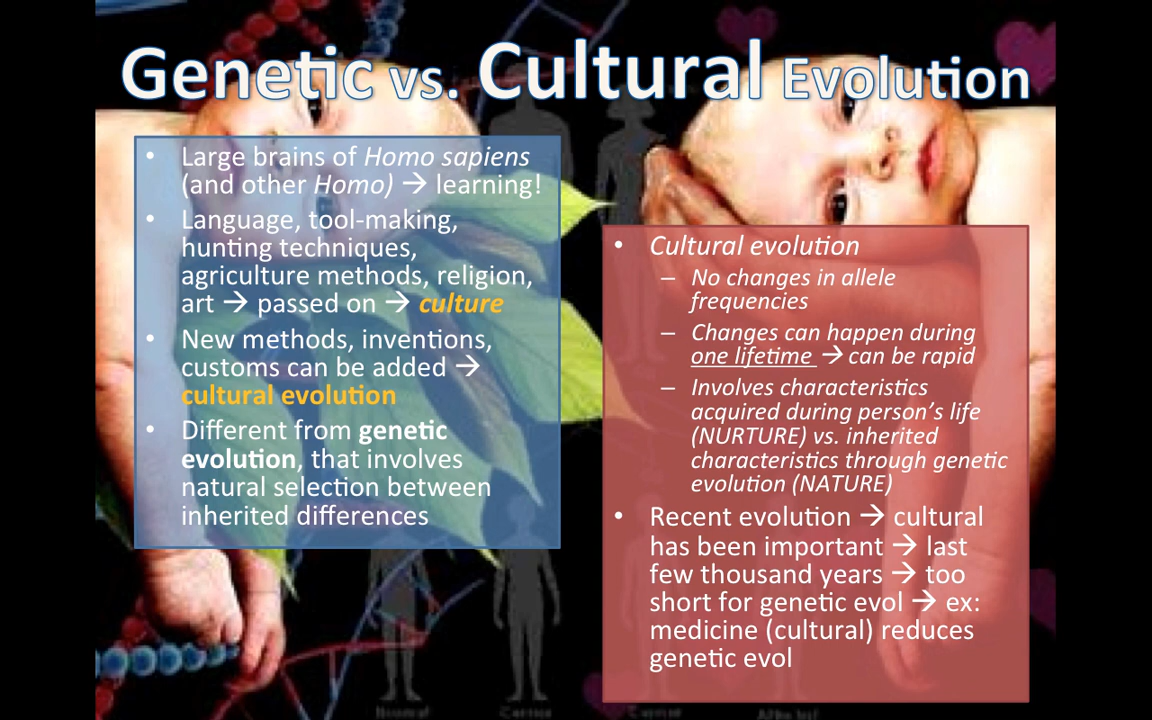 Genetic vs. Cultural Evolution
• Large brains of Homo sapiens
(and other Homo) → learning!
• Language, tool-making,
hunting techniques,
agriculture methods, religion,
art → passed on → culture
• New methods, inventions,
customs can be added →
cultural evolution
• Different from genetic
evolution, that involves
natural selection between
inherited differences
• Cultural evolution
– No changes in allele
frequencies
– Changes can happen during
one lifetime → can be rapid
– Involves characteristics
acquired during person's life
(NURTURE) vs. inherited
characteristics through genetic
evolution (NATURE)
• Recent evolution → cultural
has been important → last
few thousand years → too
short for genetic evol → ex:
medicine (cultural) reduces
genetic evol